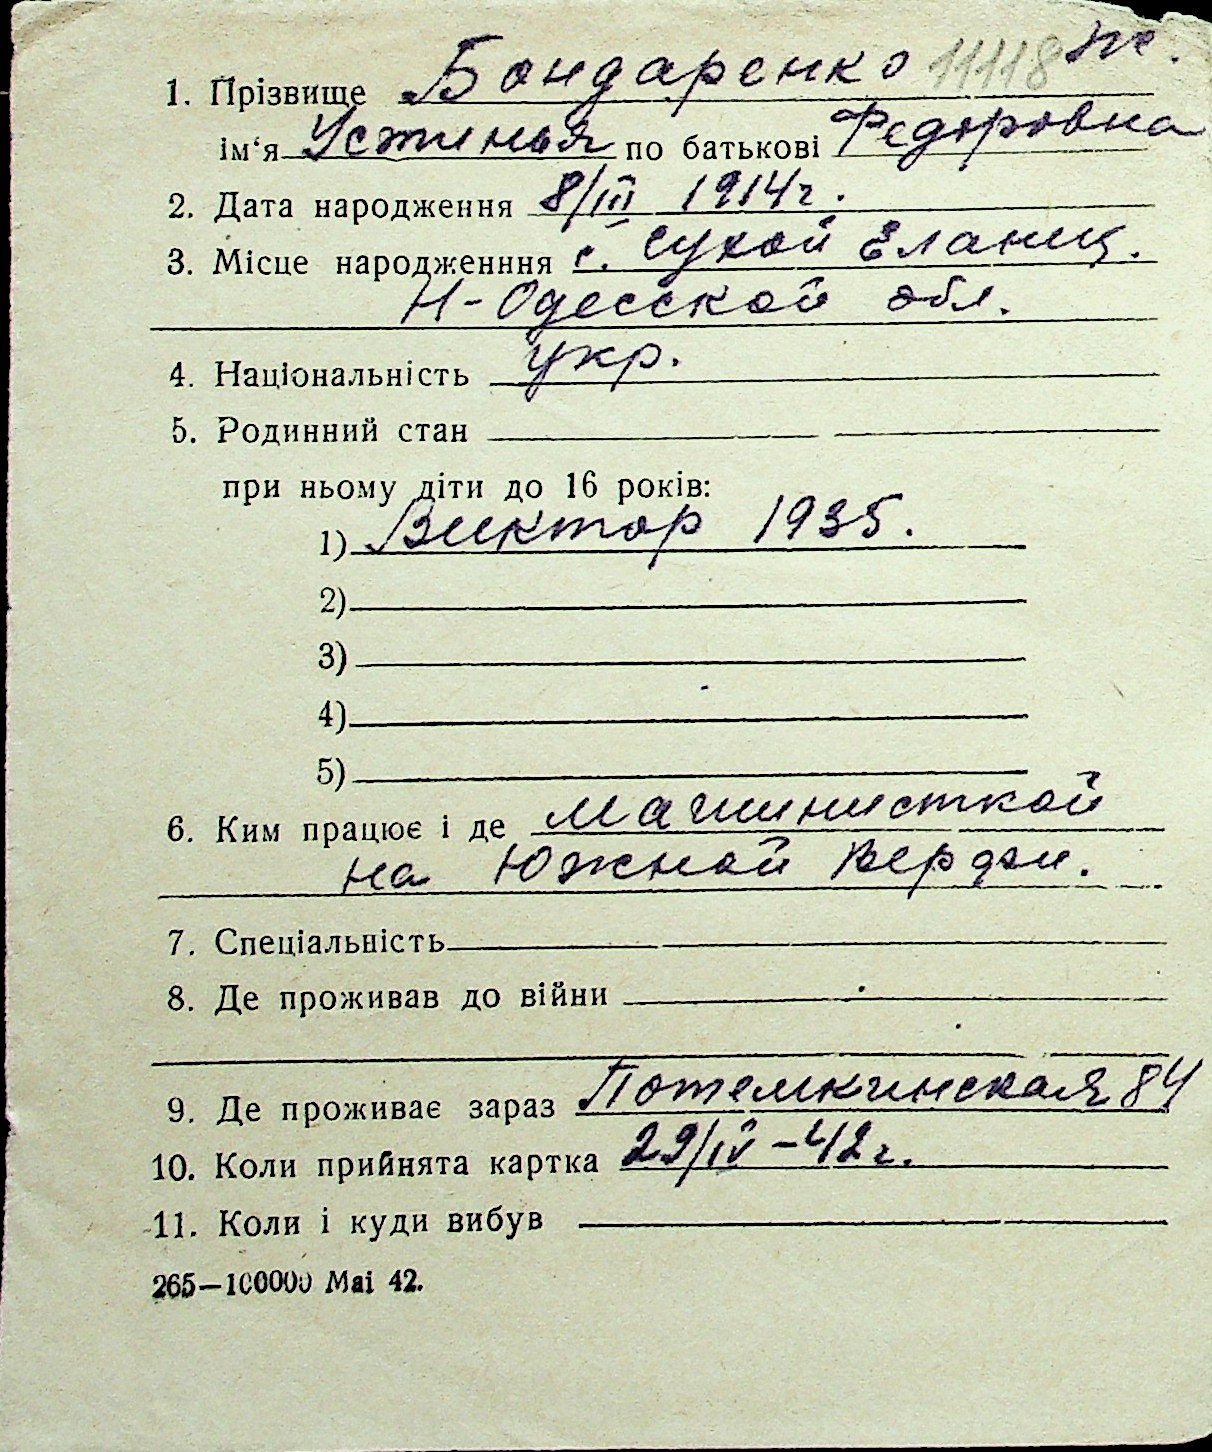 1. Прізвище Бондаренко 11118
ім‘я Устинья по батькові Федоровна
2. Дата народження 8/III 1914г.
3. Місце народженння с. Сухой Еланец.
Н-Одесской обл.
4. Національність укр.
5. Родинний стан
при ньому діти до 16 років:
1) Виктор 1935.
2)
3)
4)
5)
6. Ким працює і де машинисткой
на Южной Верфи.
7. Спеціальність
8. Де проживав до війни
9. Де проживає зараз Потемкинская 84
10. Коли прийнята картка 29/IV-42г.
11. Коли і куди вибув
265—100000 Mai 42.